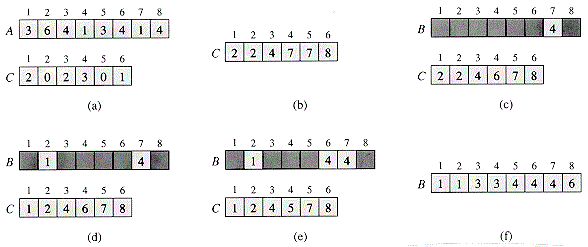 1 2 3 4 5 6 7 8
A 3 6 4 1 3 4 1 4
1 2 3 4 5 6
C 2 0 2 3 0 1
(a)
1 2 3 4 5 6
C 2 2 4 7 7 8
(b)
1 2 3 4 5 6 7 8
B 4
1 2 3 4 5 6
C 2 2 4 6 7 8
(c)
1 2 3 4 5 6 7 8
B 1 4
1 2 3 4 5 6
C 1 2 4 6 7 8
(d)
1 2 3 4 5 6 7 8
B 1 4 4
1 2 3 4 5 6
C 1 2 4 5 7 8
(e)
1 2 3 4 5 6 7 8
B 1 1 3 3 4 4 4 6
(f)